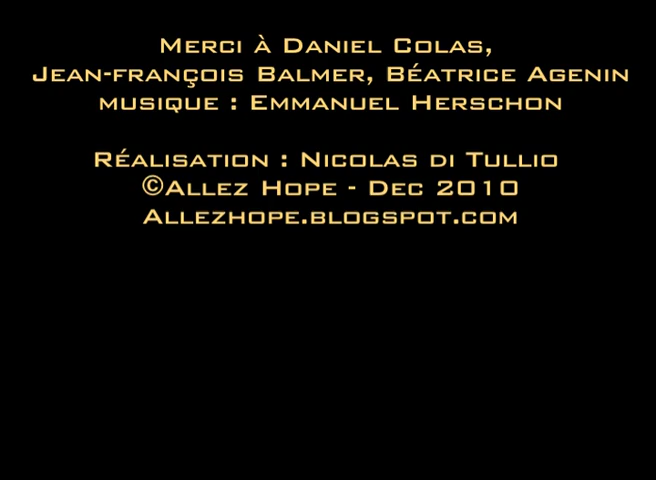 Merci à Daniel Colas,
Jean-françois Balmer, Béatrice Agenin
musique : Emmanuel Herschon
Réalisation : Nicolas di Tullio
©Allez Hope - Dec 2010
Allezhope.blogspot.com